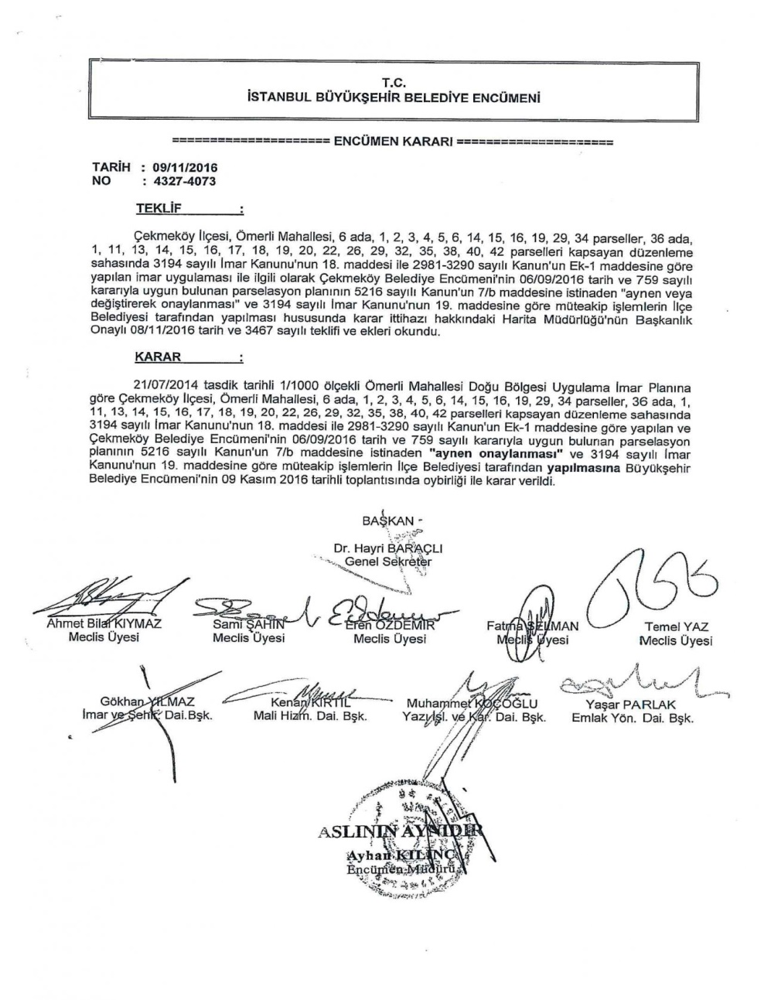 T.C.
İSTANBUL BÜYÜKŞEHİR BELEDİYE ENCÜMENİ
===================== ENCÜMEN KARARI =====================
TARİH : 09/11/2016
NO : 4327-4073
TEKLİF :
Çekmeköy İlçesi, Ömerli Mahallesi, 6 ada, 1, 2, 3, 4, 5, 6, 14, 15, 16, 19, 29, 34 parseller, 36 ada,
1, 11, 13, 14, 15, 16, 17, 18, 19, 20, 22, 26, 29, 32, 35, 38, 40, 42 parselleri kapsayan düzenleme
sahasında 3194 sayılı İmar Kanunu'nun 18. maddesi ile 2981-3290 sayılı Kanun'un Ek-1 maddesine göre
yapılan imar uygulaması ile ilgili olarak Çekmeköy Belediye Encümeni'nin 06/09/2016 tarih ve 759 sayılı
kararıyla uygun bulunan parselasyon planının 5216 sayılı Kanun'un 7/b maddesine istinaden "aynen veya
değiştirerek onaylanması" ve 3194 sayılı İmar Kanunu'nun 19. maddesine göre müteakip işlemlerin İlçe
Belediyesi tarafından yapılması hususunda karar ittihazı hakkındaki Harita Müdürlüğü'nün Başkanlık
Onaylı 08/11/2016 tarih ve 3467 sayılı teklifi ve ekleri okundu.
KARAR :
21/07/2014 tasdik tarihli 1/1000 ölçekli Ömerli Mahallesi Doğu Bölgesi Uygulama İmar Planına
göre Çekmeköy İlçesi, Ömerli Mahallesi, 6 ada, 1, 2, 3, 4, 5, 6, 14, 15, 16, 19, 29, 34 parseller, 36 ada, 1,
11, 13, 14, 15, 16, 17, 18, 19, 20, 22, 26, 29, 32, 35, 38, 40, 42 parselleri kapsayan düzenleme sahasında
3194 sayılı İmar Kanunu'nun 18. maddesi ile 2981-3290 sayılı Kanun'un Ek-1 maddesine göre yapılan ve
Çekmeköy Belediye Encümeni'nin 06/09/2016 tarih ve 759 sayılı kararıyla uygun bulunan parselasyon
planının 5216 sayılı Kanun'un 7/b maddesine istinaden "aynen onaylanması" ve 3194 sayılı İmar
Kanunu'nun 19. maddesine göre müteakip işlemlerin İlçe Belediyesi tarafından yapılmasına Büyükşehir
Belediye Encümeni'nin 09 Kasım 2016 tarihli toplantısında oybirliği ile karar verildi.
BAŞKAN
Dr. Hayri BARAÇLI
Genel Sekreter
Ahmet Bilal KIYMAZ Sami ŞAHİN Eren ÖZDEMİR Fatma SELMAN Temel YAZ
Meclis Üyesi Meclis Üyesi Meclis Üyesi Meclis Üyesi Meclis Üyesi
Gökhan YILMAZ Kenan KIRTIL Muhammet KOÇOĞLU Yaşar PARLAK
İmar ve Şehir. Dai.Bşk. Mali Hizm. Dai. Bşk. Yazı İşl. ve Kar. Dai. Bşk. Emlak Yön. Dai. Bşk.
ASLININ AYNIDIR
Ayhan KILINÇ
Encümen Müdürü